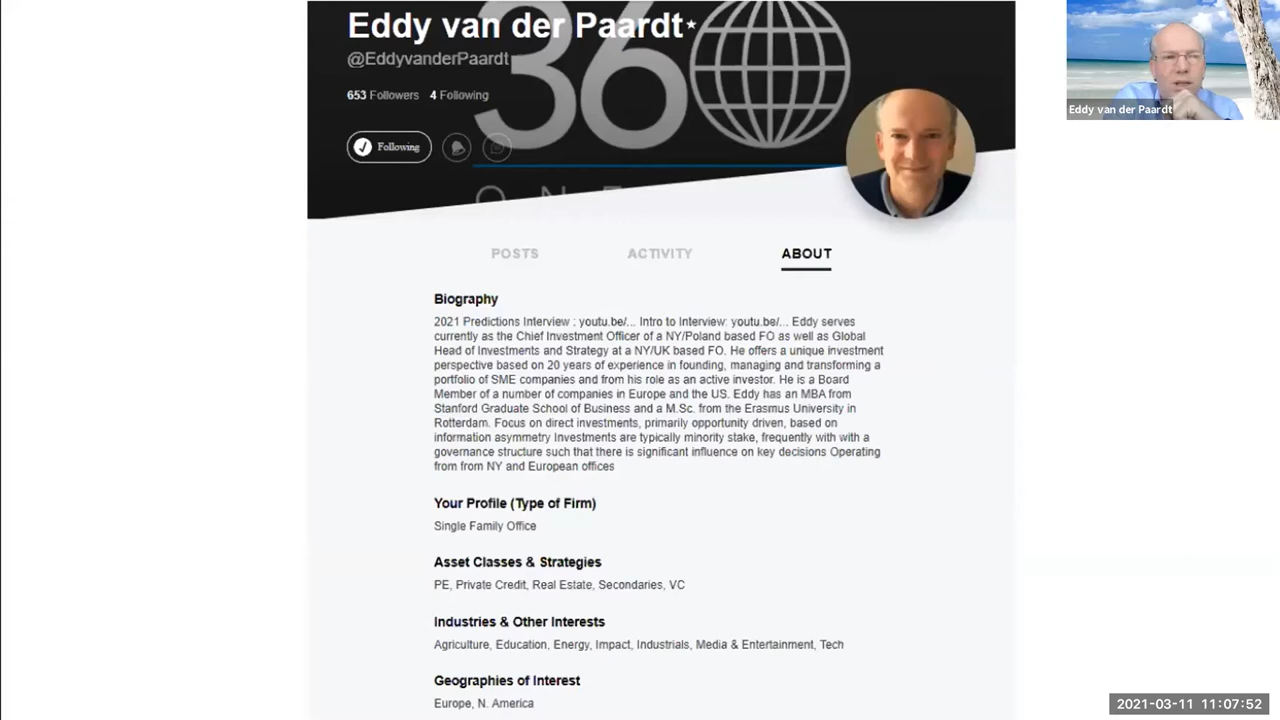 Eddy van der Paardt
@EddyvanderPaardt
653 Followers 4 Following
Following
360
ONE
Eddy van der Paardt
POSTS ACTIVITY ABOUT
Biography
2021 Predictions Interview : youtu.be/... Intro to Interview: youtu.be/... Eddy serves
currently as the Chief Investment Officer of a NY/Poland based FO as well as Global
Head of Investments and Strategy at a NY/UK based FO. He offers a unique investment
perspective based on 20 years of experience in founding, managing and transforming a
portfolio of SME companies and from his role as an active investor. He is a Board
Member of a number of companies in Europe and the US. Eddy has an MBA from
Stanford Graduate School of Business and a M.Sc. from the Erasmus University in
Rotterdam. Focus on direct investments, primarily opportunity driven, based on
information asymmetry Investments are typically minority stake, frequently with with a
governance structure such that there is significant influence on key decisions Operating
from from NY and European offices
Your Profile (Type of Firm)
Single Family Office
Asset Classes & Strategies
PE, Private Credit, Real Estate, Secondaries, VC
Industries & Other Interests
Agriculture, Education, Energy, Impact, Industrials, Media & Entertainment, Tech
Geographies of Interest
Europe, N. America
2021-03-11 11:07:52